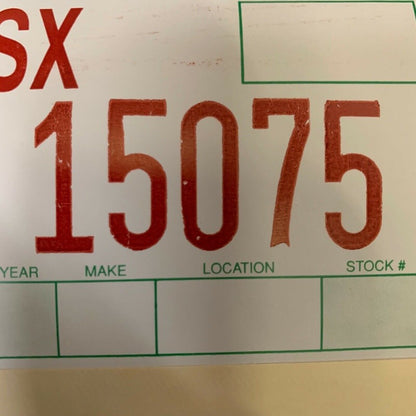 SX
15075
YEAR MAKE LOCATION STOCK #